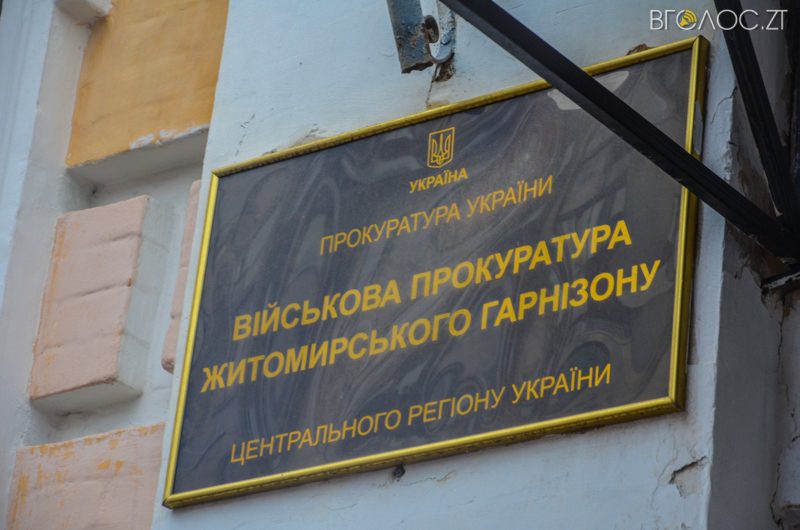 ВГОЛОС.ZT
УКРАЇНА
ПРОКУРАТУРА УКРАЇНИ
ВІЙСЬКОВА ПРОКУРАТУРА
ЖИТОМИРСЬКОГО ГАРНІЗОНУ
ЦЕНТРАЛЬНОГО РЕГІОНУ УКРАЇНИ